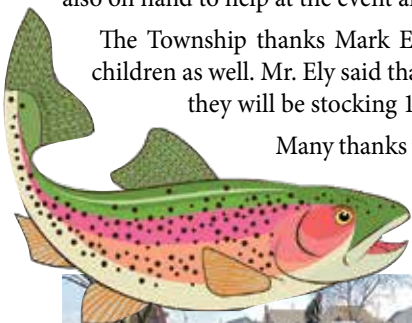 also on hand to help at the event a
The Township thanks Mark E
children as well. Mr. Ely said tha
they will be stocking 1
Many thanks